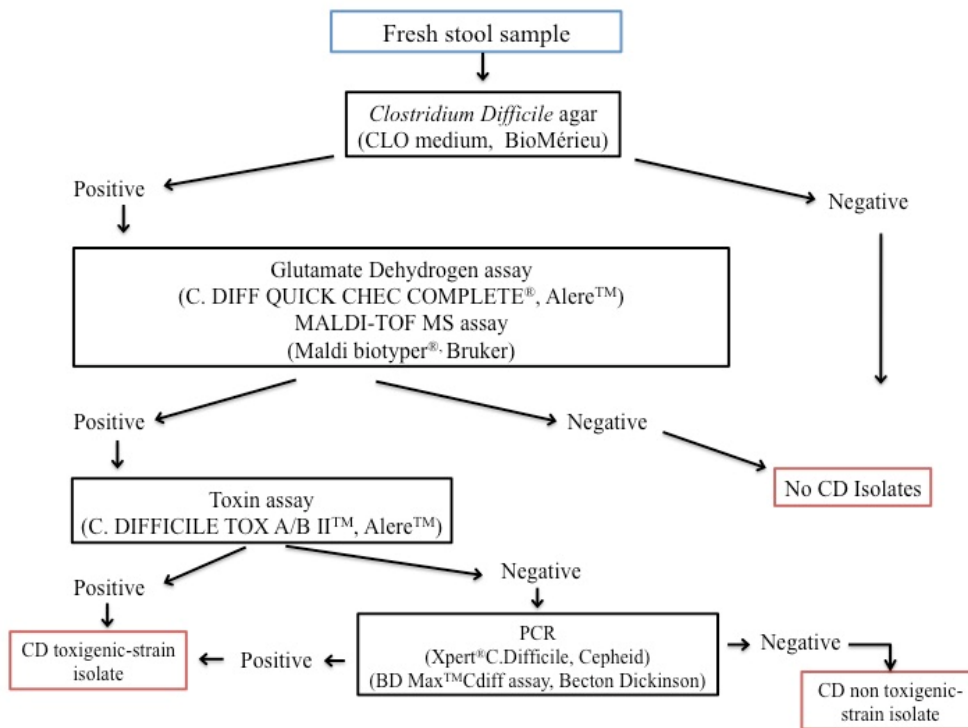 Fresh stool sample
Clostridium Difficile agar
(CLO medium, BioMérieu)
Positive
Negative
Glutamate Dehydrogen assay
(C. DIFF QUICK CHEC COMPLETE®, Alere™)
MALDI-TOF MS assay
(Maldi biotyper®, Bruker)
Positive
Negative
No CD Isolates
Toxin assay
(C. DIFFICILE TOX A/B II™, Alere™)
Positive
Negative
CD toxigenic-strain
isolate
Positive
PCR
(Xpert®C.Difficile, Cepheid)
(BD Max™Cdiff assay, Becton Dickinson)
Negative
CD non toxigenic-
strain isolate